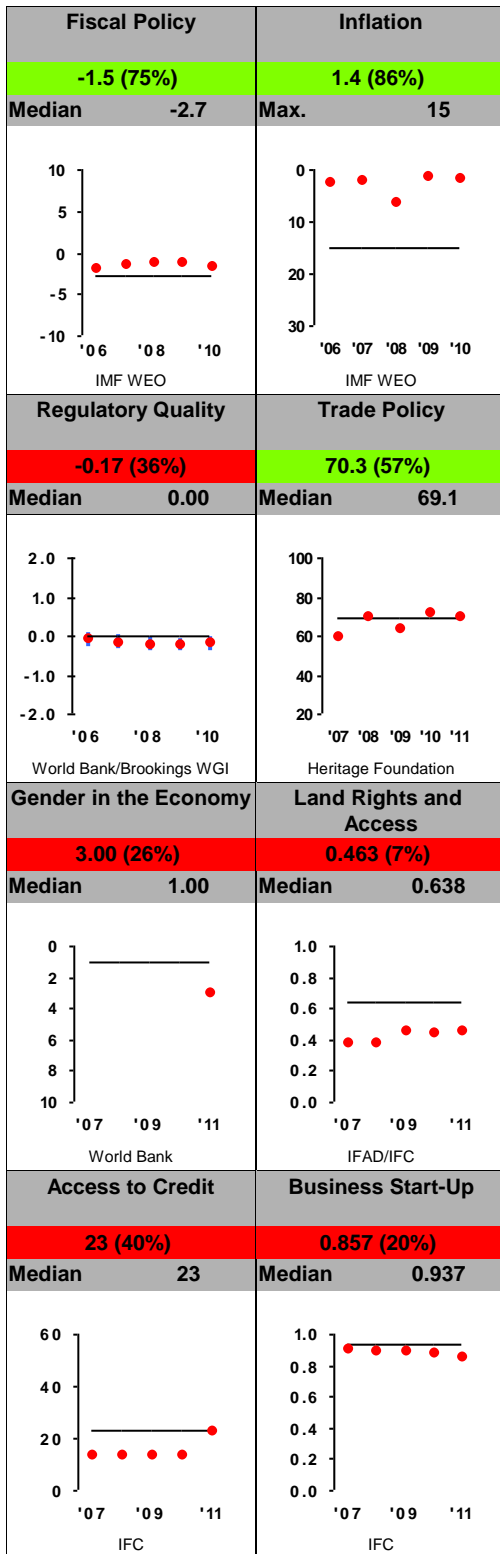 Fiscal Policy
-1.5 (75%)
Median -2.7
10
5
0
-5
-10
'06 '08 '10
IMF WEO
Inflation
1.4 (86%)
Max. 15
0
10
20
30
'06 '07 '08 '09 '10
IMF WEO
Regulatory Quality
-0.17 (36%)
Median 0.00
2.0
1.0
0.0
-1.0
-2.0
'06 '08 '10
World Bank/Brookings WGI
Trade Policy
70.3 (57%)
Median 69.1
100
80
60
40
20
'07 '08 '09 '10 '11
Heritage Foundation
Gender in the Economy
3.00 (26%)
Median 1.00
0
2
4
6
8
10
'07 '09 '11
World Bank
Land Rights and
Access
0.463 (7%)
Median 0.638
1.0
0.8
0.6
0.4
0.2
0.0
'07 '09 '11
IFAD/IFC
Access to Credit
23 (40%)
Median 23
60
40
20
0
'07 '09 '11
IFC
Business Start-Up
0.857 (20%)
Median 0.937
1.0
0.8
0.6
0.4
0.2
0.0
'07 '09 '11
IFC